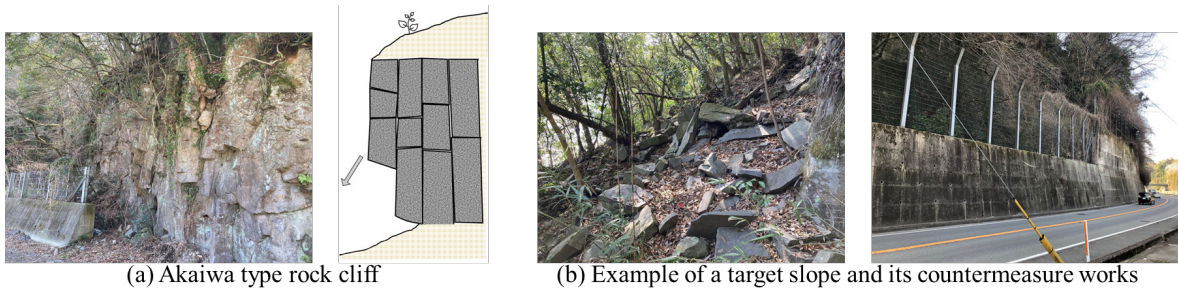 (a) Akaiwa type rock cliff
(b) Example of a target slope and its countermeasure works